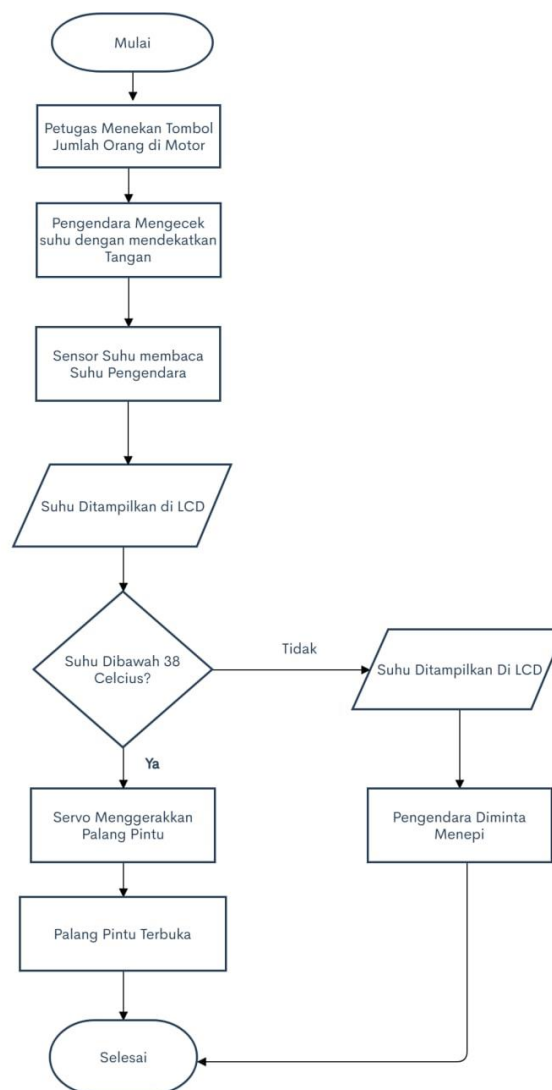 Mulai
Petugas Menekan Tombol
Jumlah Orang di Motor
Pengendara Mengecek
suhu dengan mendekatkan
Tangan
Sensor Suhu membaca
Suhu Pengendara
Suhu Ditampilkan di LCD
Suhu Dibawah 38
Celcius?
Tidak
Suhu Ditampilkan Di LCD
Ya
Servo Menggerakkan
Palang Pintu
Pengendara Diminta
Menepi
Palang Pintu Terbuka
Selesai